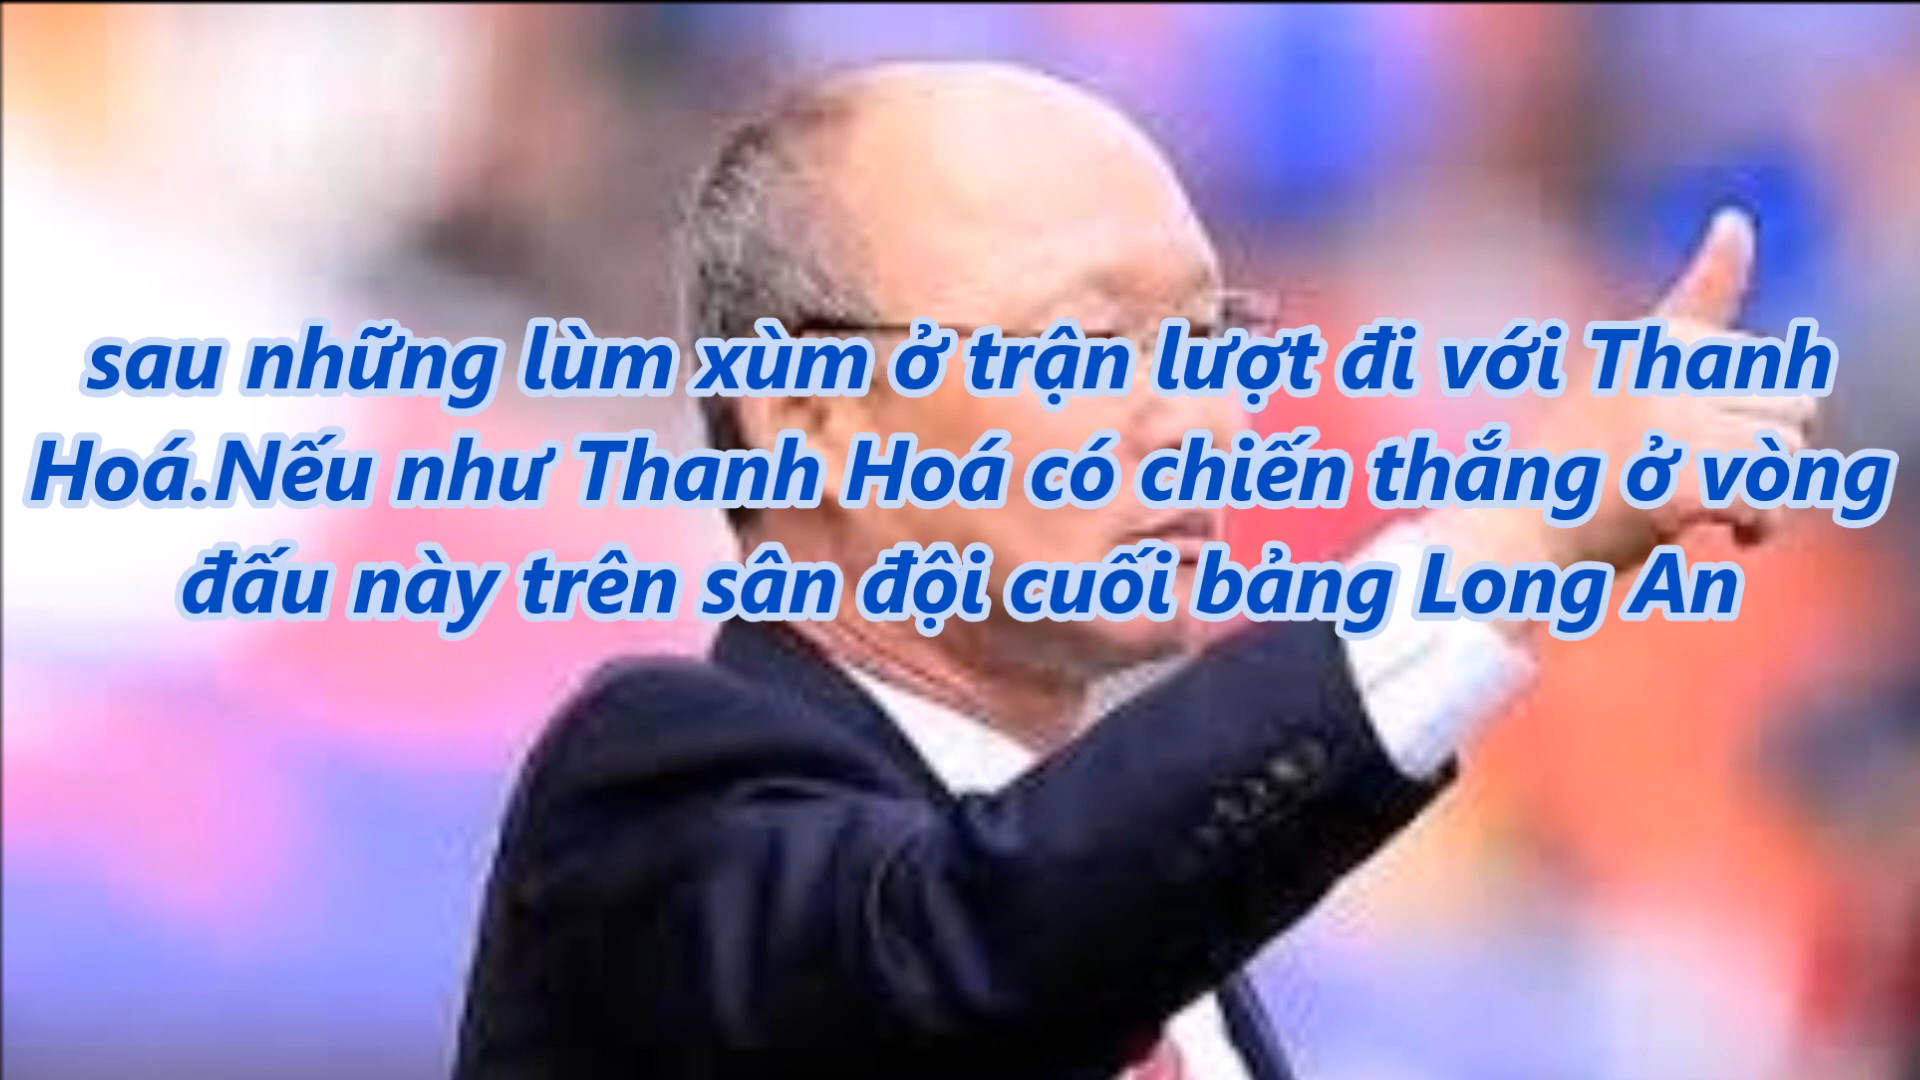 sau những lùm xùm ở trận lượt đi với Thanh
Hoá.Nếu như Thanh Hoá có chiến thắng ở vòng
đấu này trên sân đội cuối bảng Long An